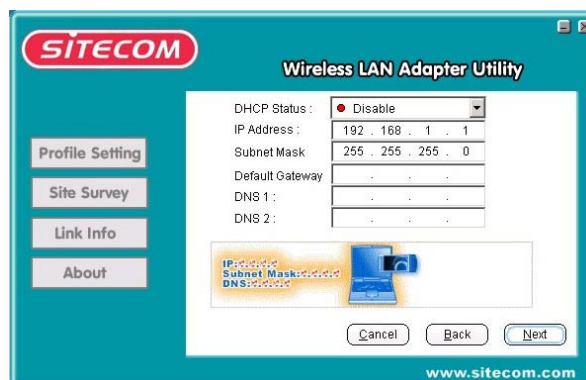 SITECOM
Wireless LAN Adapter Utility
DHCP Status : Disable
IP Address : 192 . 168 . 1 . 1
Subnet Mask 255 . 255 . 255 . 0
Default Gateway . . .
DNS 1 : . . .
DNS 2 : . . .
Profile Setting
Site Survey
Link Info
About
IP:
Subnet Mask:
DNS:
Cancel Back Next
www.sitecom.com